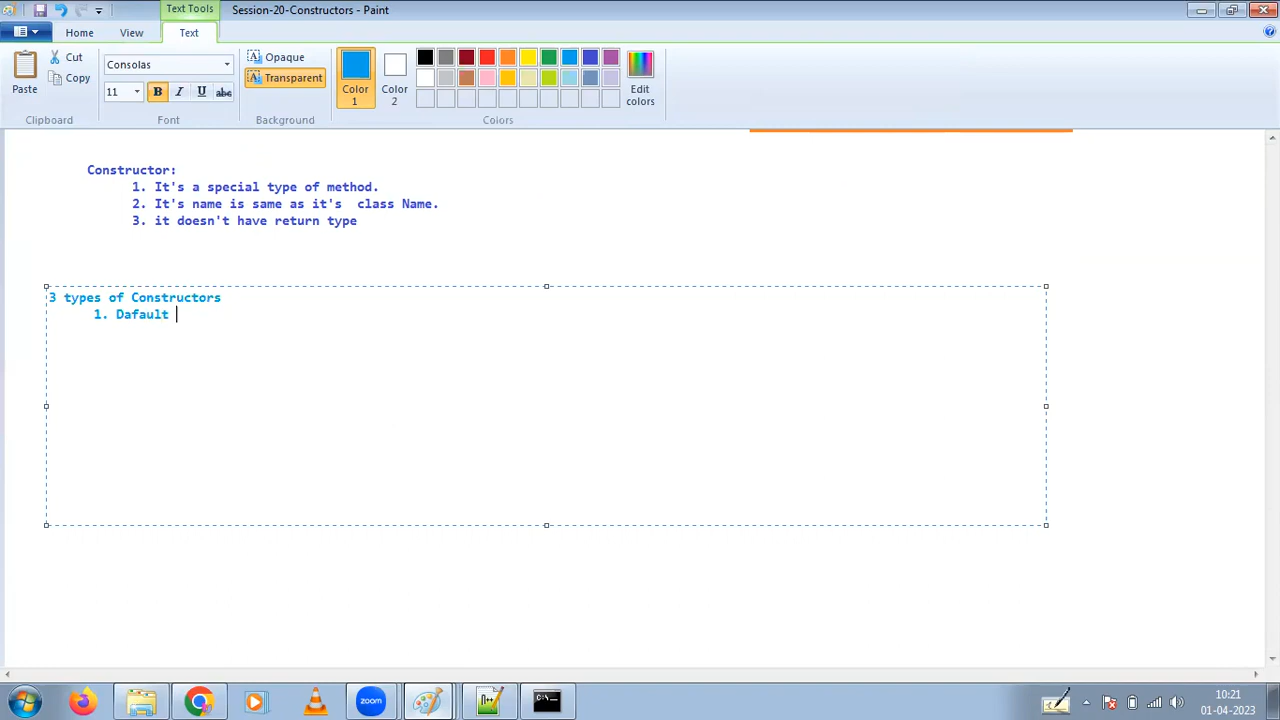 Text Tools
Session-20-Constructors - Paint
Home
View
Text
Paste
Cut
Copy
Clipboard
Consolas
11
B
I
U
abc
Font
Opaque
Transparent
Background
Color
1
Color
2
Edit
colors
Colors
Constructor:
1. It's a special type of method.
2. It's name is same as it's  class Name.
3. it doesn't have return type
3 types of Constructors
1. Dafault
zoom
10:21
01-04-2023